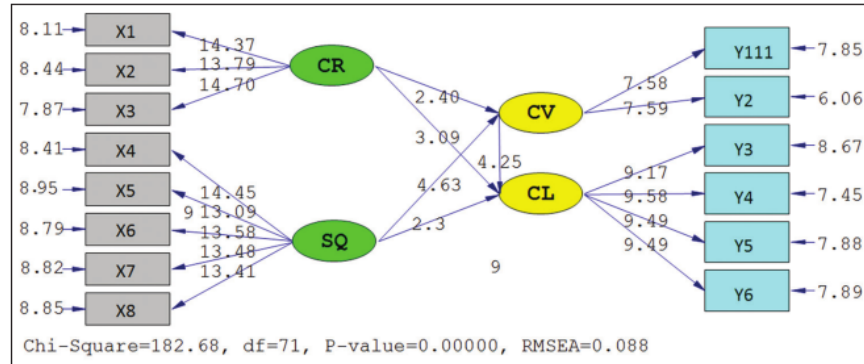 8.11 X1 14.37 CR Y111 7.85
8.44 X2 13.79 7.58
7.87 X3 14.70 2.40 CV 7.59 Y2 6.06
8.41 X4 3.09 4.25 9.17 Y3 8.67
8.95 X5 14.45 4.63 CL 9.58 Y4 7.45
9 13.09
8.79 X6 13.58 SQ 2.3 9.49 Y5 7.88
8.82 X7 13.48 9 9.49
8.85 X8 13.41 Y6 7.89
Chi-Square=182.68, df=71, P-value=0.00000, RMSEA=0.088